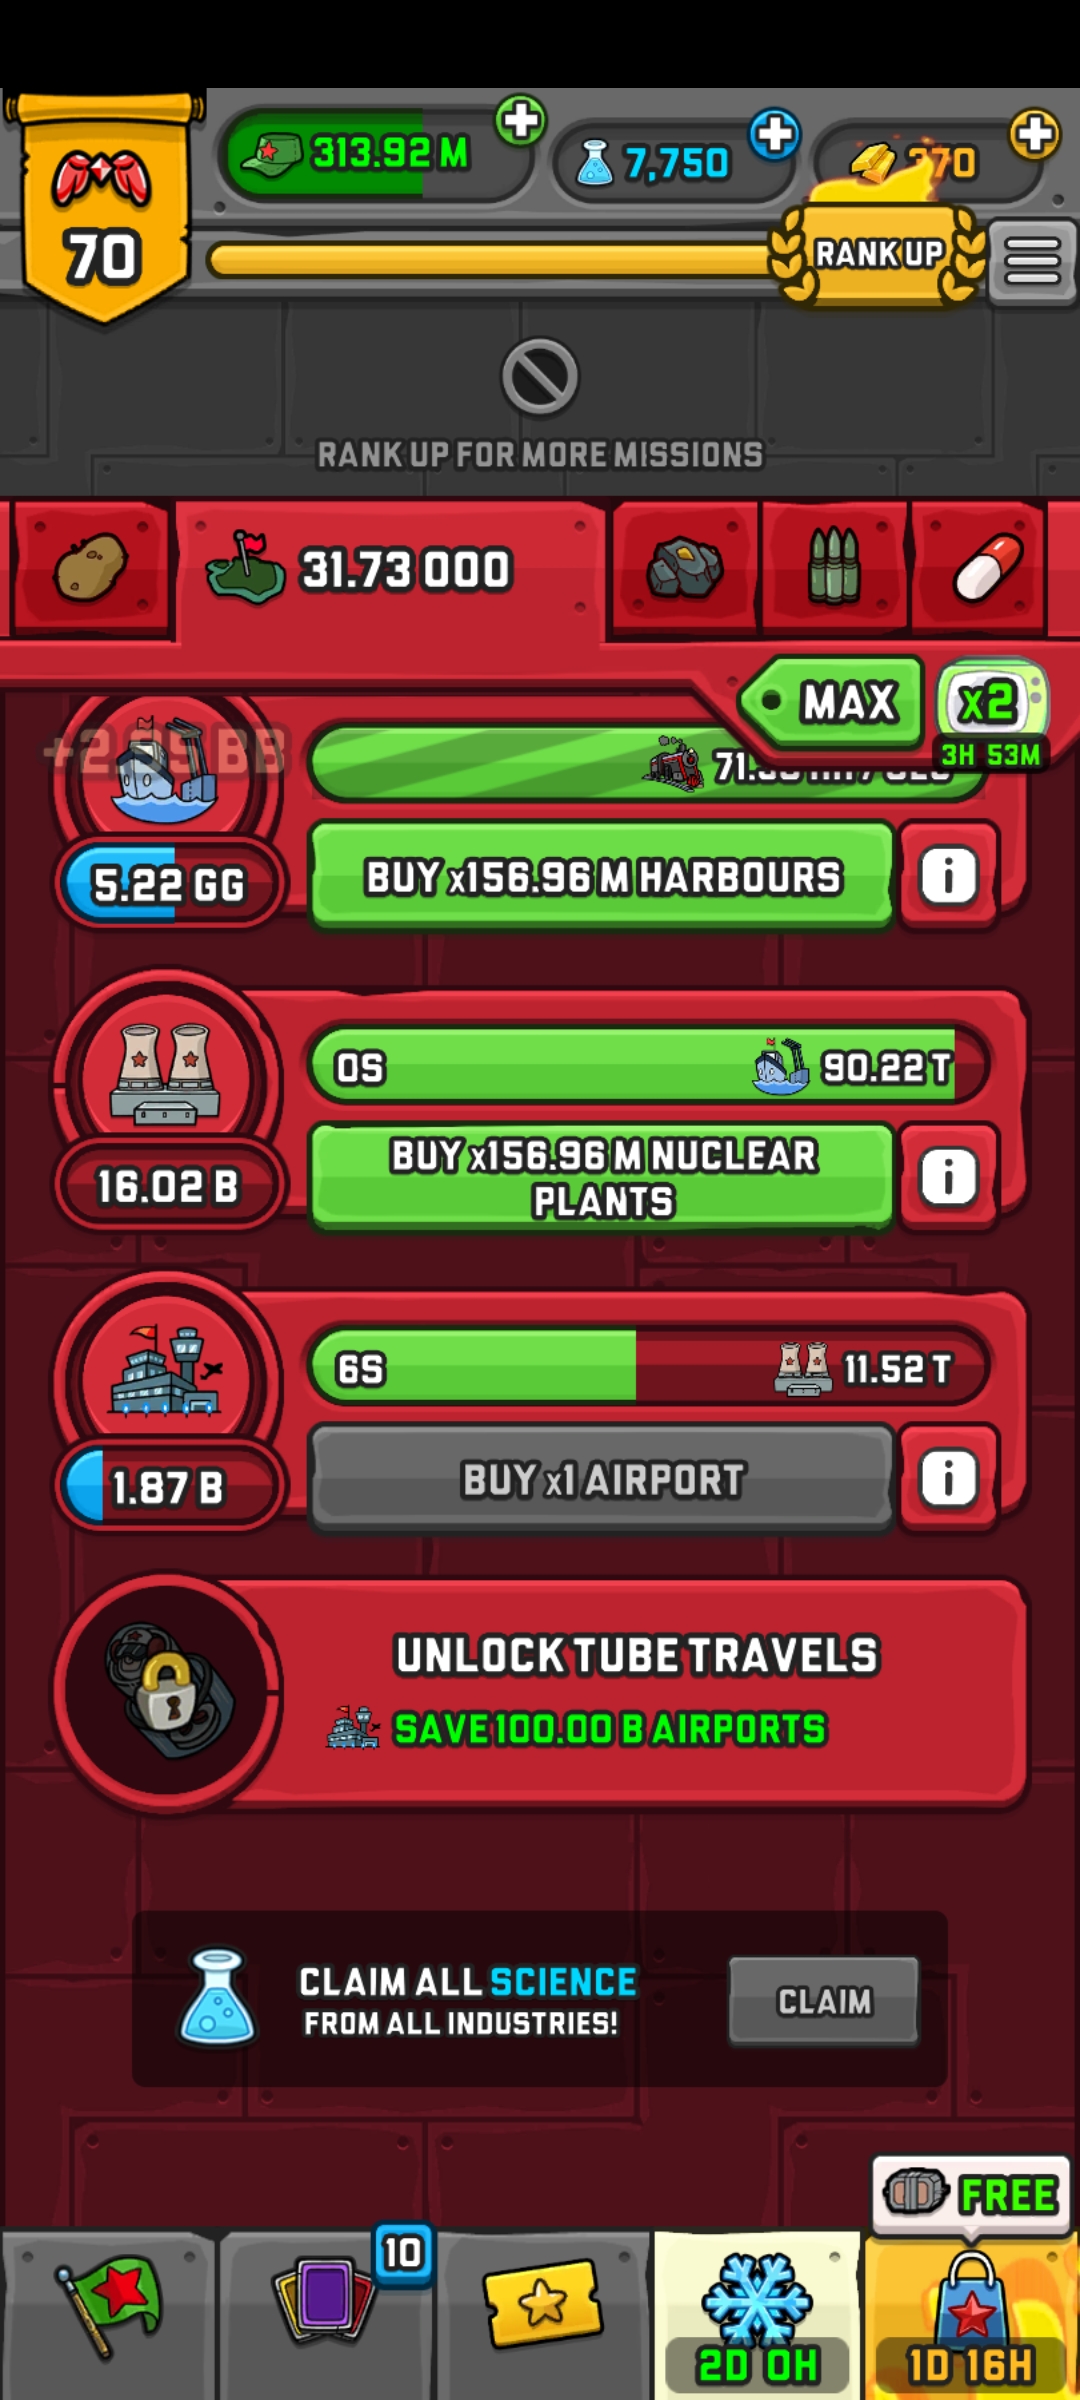 70
313.92 M
7,750
RANK UP
RANK UP FOR MORE MISSIONS
31.73 000
MAX
x2
3H 53M
5.22 GG
BUY x156.96 M HARBOURS
0S
90.22 T
16.02 B
BUY x156.96 M NUCLEAR
PLANTS
6S
11.52 T
1.87 B
BUY x1 AIRPORT
UNLOCK TUBE TRAVELS
SAVE 100.00 B AIRPORTS
CLAIM ALL SCIENCE
FROM ALL INDUSTRIES!
CLAIM
FREE
10
2D 0H
1D 16H